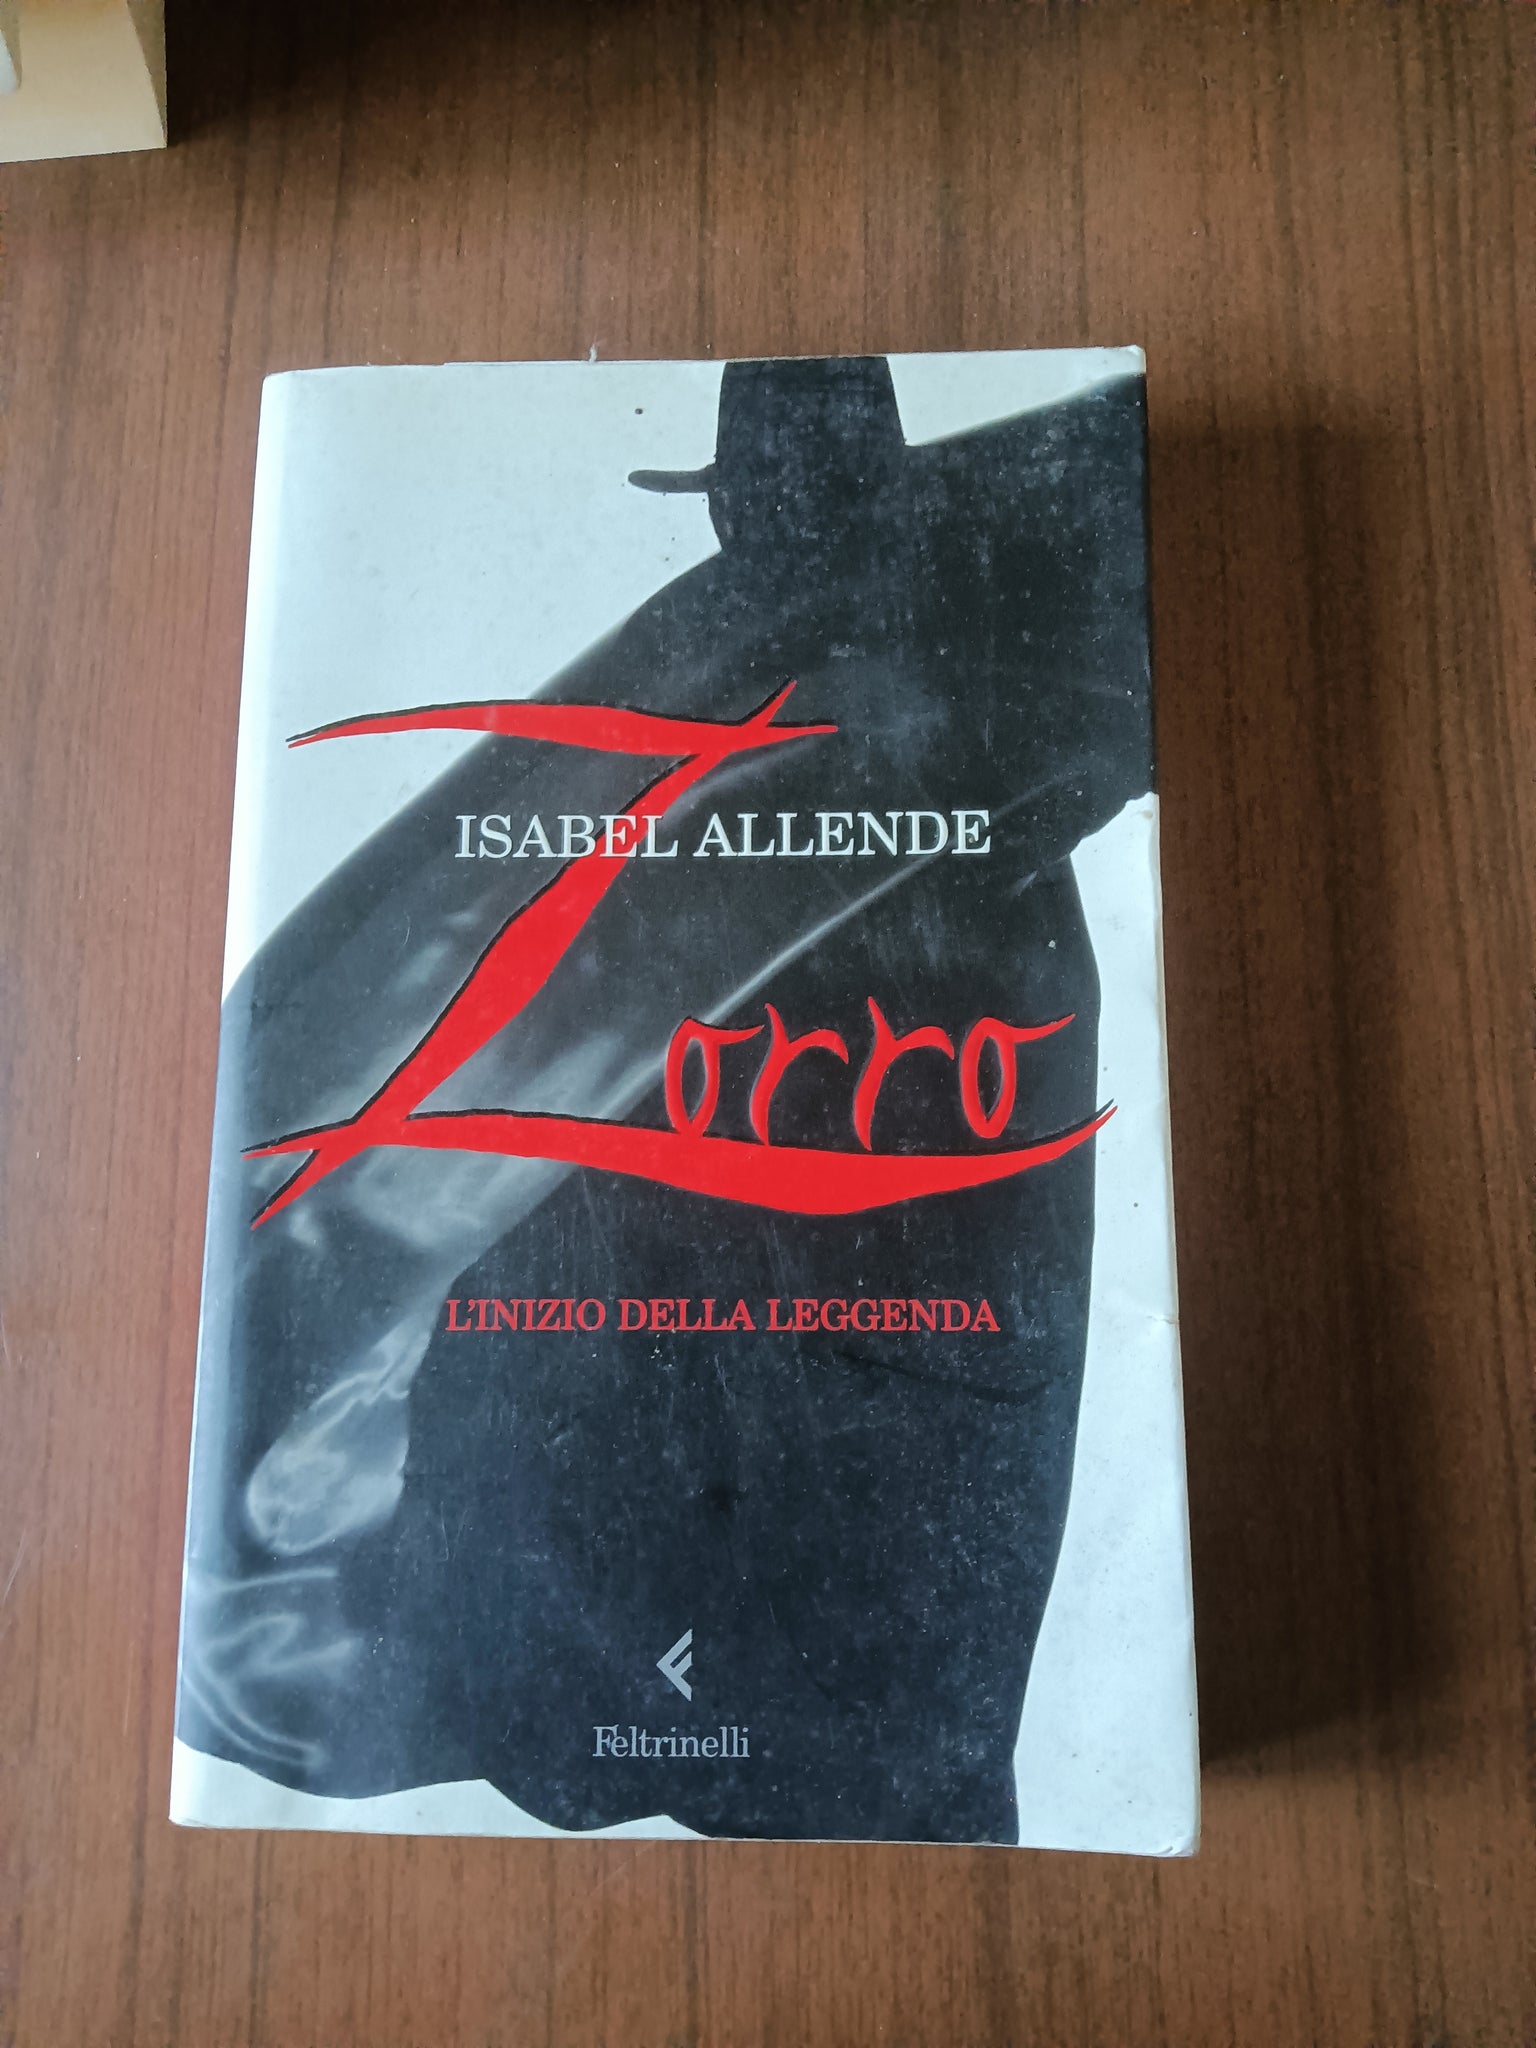 ISABEL ALLENDE
Zorro
L'INIZIO DELLA LEGGENDA
Feltrinelli